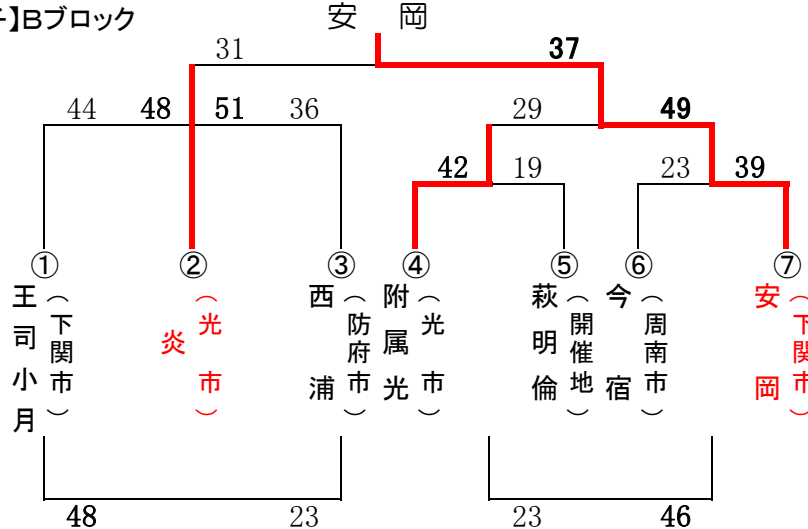 子】Bブロック
安　岡
31 37
44 48 51 36 29 49
42 19 23 39
① ② ③ ④ ⑤ ⑥ ⑦
王司小月（下関市）
炎（光市）
西浦（防府市）
附属光（光市）
萩明倫（開催地）
今宿（周南市）
安岡（下関市）
48 23 23 46